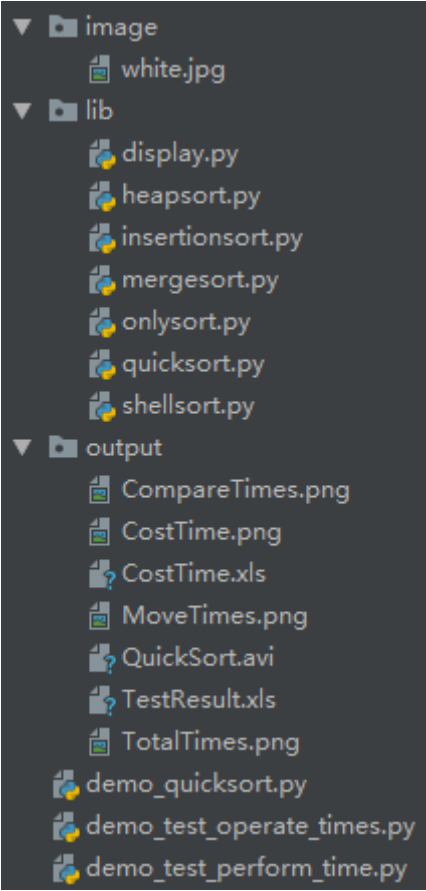 image
white.jpg
lib
display.py
heapsort.py
insertionsort.py
mergesort.py
onlysort.py
quicksort.py
shellsort.py
output
CompareTimes.png
CostTime.png
CostTime.xls
MoveTimes.png
QuickSort.avi
TestResult.xls
TotalTimes.png
demo_quicksort.py
demo_test_operate_times.py
demo_test_perform_time.py